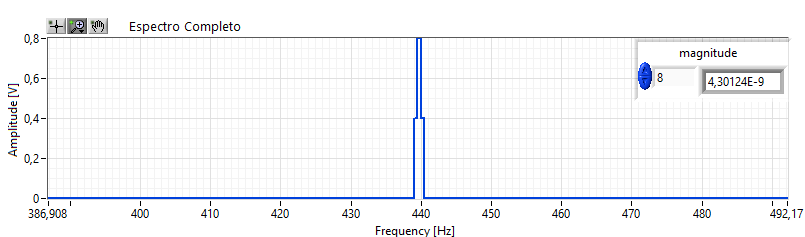 Espectro Completo
Amplitude [V]
0,8
0,6
0,4
0,2
0
magnitude
8
4,30124E-9
386,908 400 410 420 430 440 450 460 470 480 492,17
Frequency [Hz]